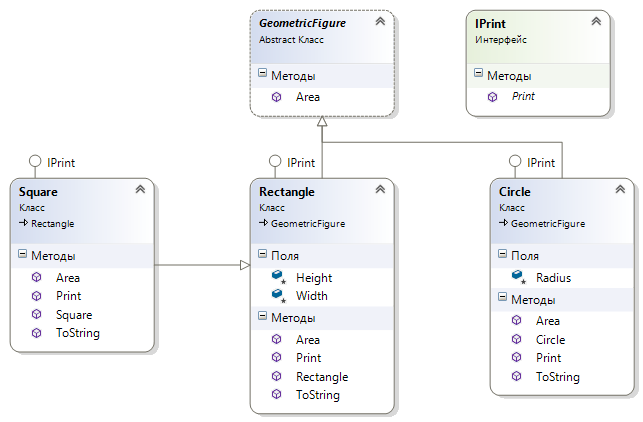 GeometricFigure
Abstract Класс
Методы
Area
IPrint
Интерфейс
Методы
Print
IPrint
Square
Класс
Rectangle
Методы
Area
Print
Square
ToString
IPrint
Rectangle
Класс
GeometricFigure
Поля
Height
Width
Методы
Area
Print
Rectangle
ToString
IPrint
Circle
Класс
GeometricFigure
Поля
Radius
Методы
Area
Circle
Print
ToString